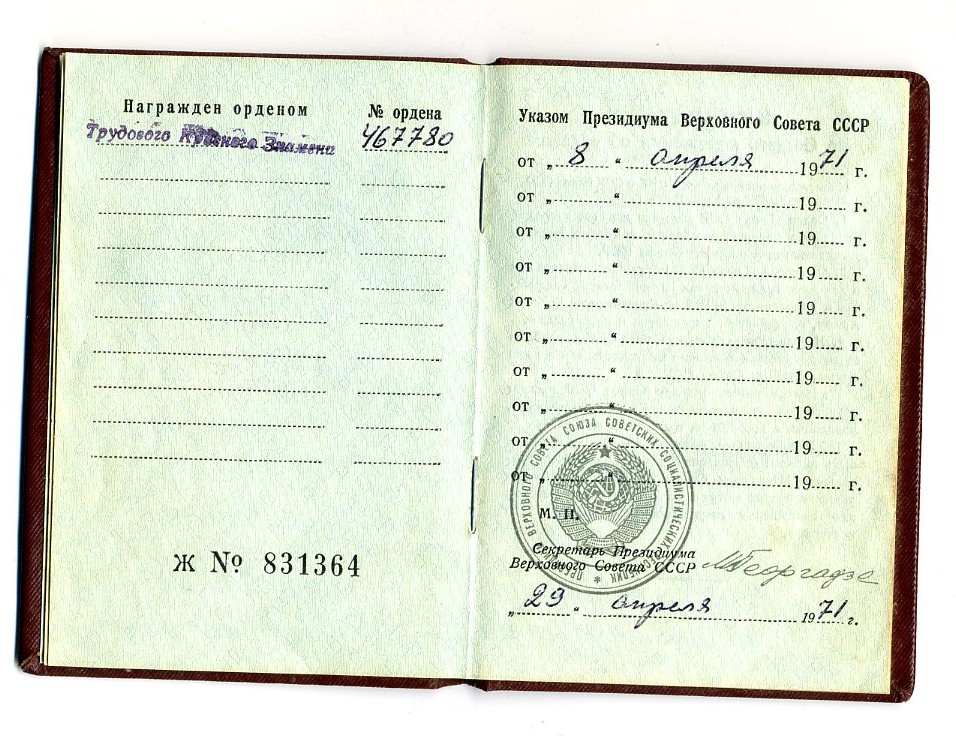 Награжден орденом
№ ордена
Трудового Красного Знамени
467780
Ж № 831364
Указом Президиума Верховного Совета СССР
от „ 8 “ апреля 1971 г.
от „ “ 19 г.
от „ “ 19 г.
от „ “ 19 г.
от „ “ 19 г.
от „ “ 19 г.
от „ “ 19 г.
от „ “ 19 г.
от „ “ 19 г.
от „ “ 19 г.
ПРЕЗИДИУМ ВЕРХОВНОГО СОВЕТА СОЮЗА СОВЕТСКИХ СОЦИАЛИСТИЧЕСКИХ РЕСПУБЛИК
М. П.
Секретарь Президиума
Верховного Совета СССР
МГеоргадзе
„ 29 “ апреля 1971 г.